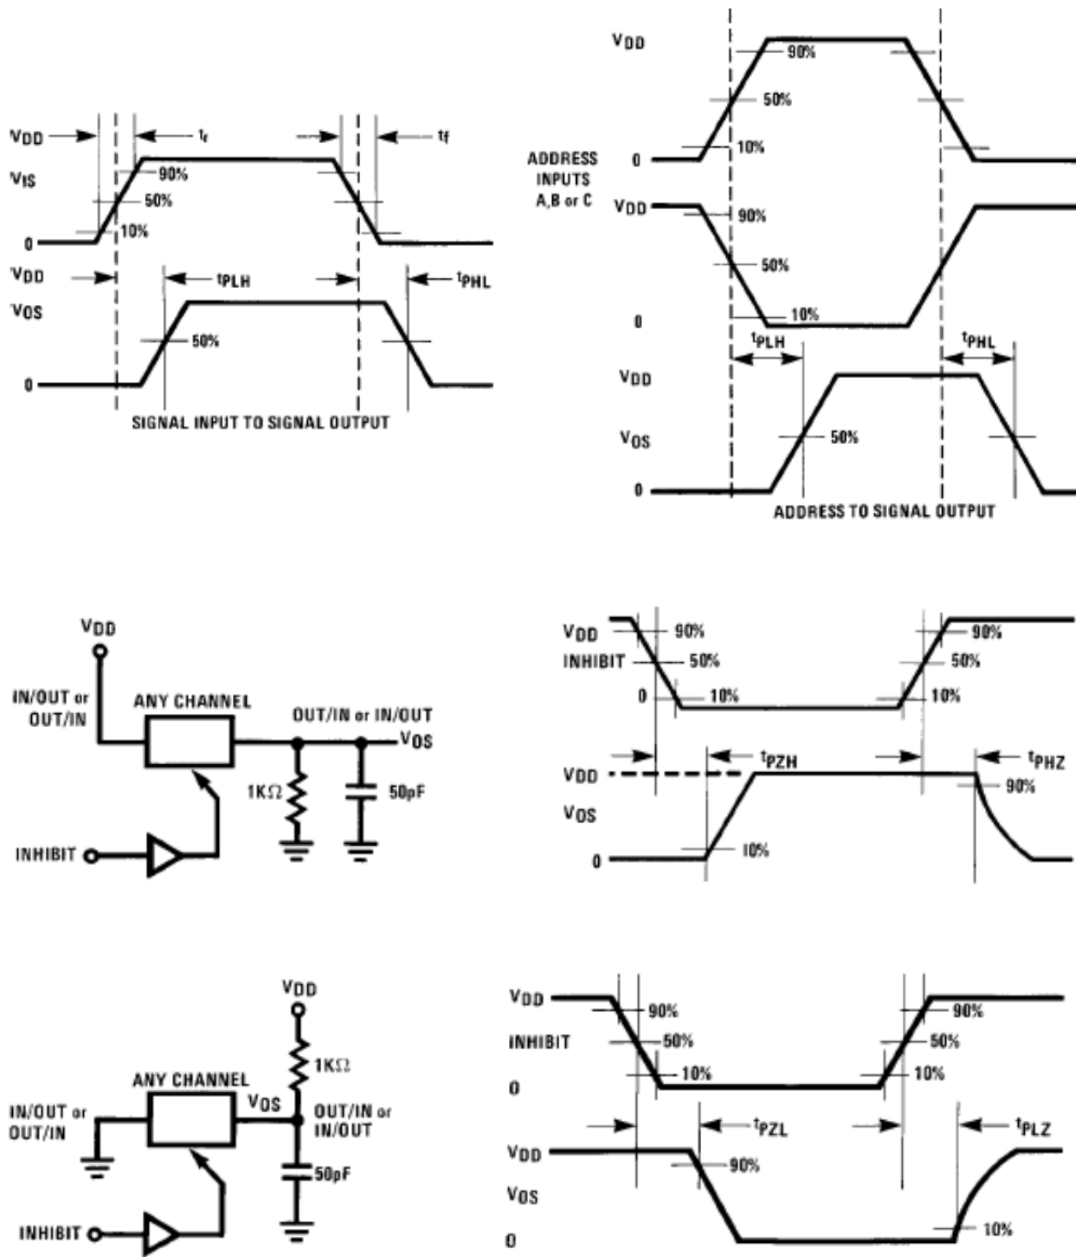 VDD
tr
tf
VIS
90%
50%
10%
0
VDD
tPLH
tPHL
VOS
50%
0
SIGNAL INPUT TO SIGNAL OUTPUT
VDD
90%
50%
10%
0
ADDRESS
INPUTS
A,B or C
VDD
90%
50%
10%
0
tPLH
tPHL
VDD
VOS
50%
0
ADDRESS TO SIGNAL OUTPUT
VDD
IN/OUT or
OUT/IN
ANY CHANNEL
OUT/IN or IN/OUT
VOS
1KΩ
50pF
INHIBIT
VDD
90%
90%
INHIBIT
50%
50%
0
10%
10%
tPZH
tPHZ
VDD
90%
VOS
10%
0
VDD
1KΩ
ANY CHANNEL
IN/OUT or
OUT/IN
VOS
OUT/IN or
IN/OUT
50pF
INHIBIT
VDD
90%
90%
INHIBIT
50%
50%
0
10%
10%
tPZL
tPLZ
VDD
90%
VOS
10%
0